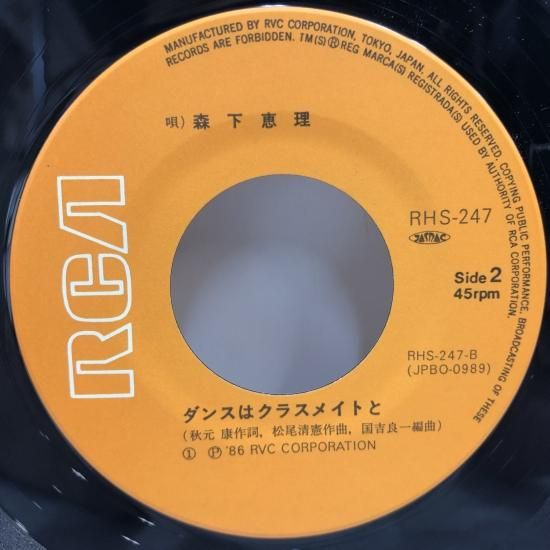 MANUFACTURED BY RVC CORPORATION, TOKYO, JAPAN. ALL RIGHTS RESERVED. COPYING PUBLIC PERFORMANCE, BROADCASTING OF THESE
RECORDS ARE FORBIDDEN. TM(S)®REG MARCA(S) REGISTRADA(S) USED BY AUTHORITY OF RCA CORPORATION.
唄)森下恵理
RCA
RHS-247
JASRAC
Side 2
45rpm
RHS-247-B
(JPBO-0989)
ダンスはクラスメイトと
(秋元 康作詞, 松尾清憲作曲, 国吉良一編曲)
① Ⓟ '86 RVC CORPORATION